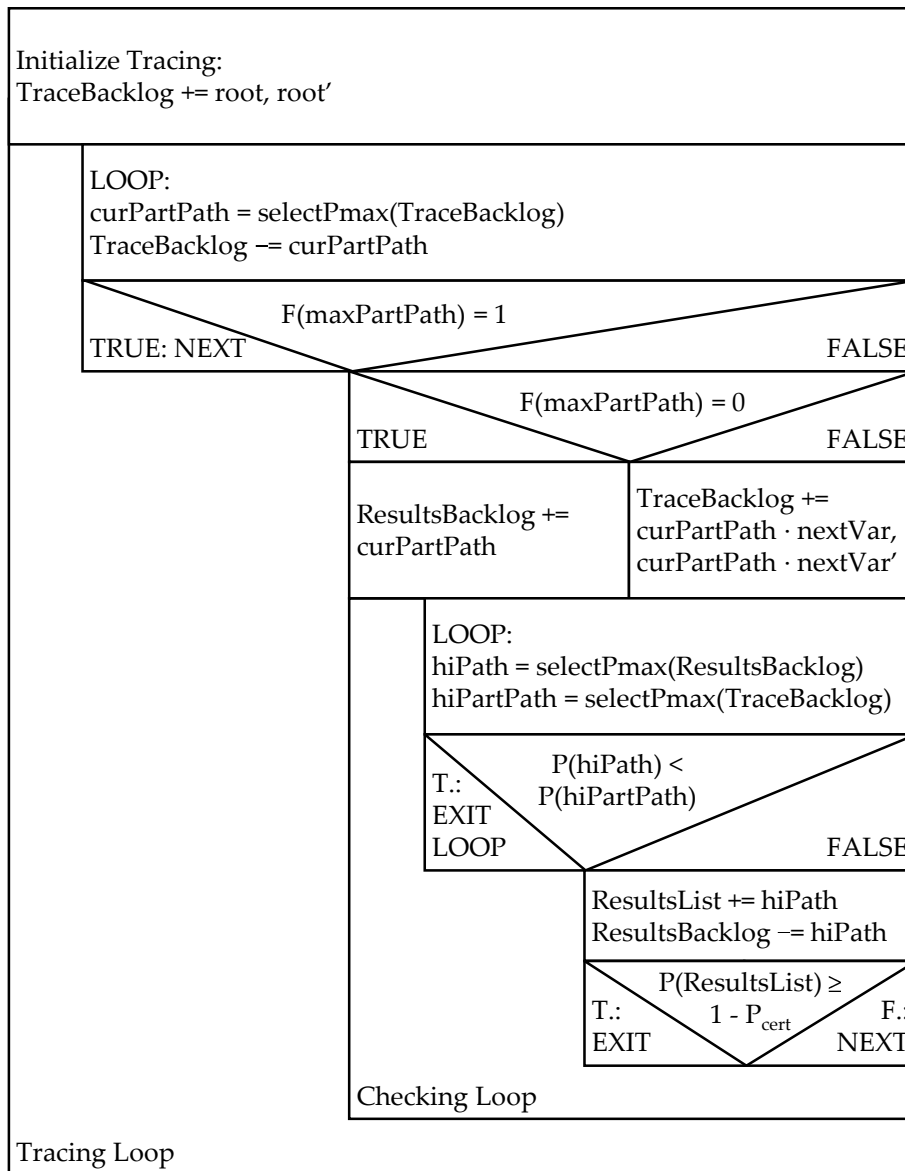 Initialize Tracing:
TraceBacklog += root, root’
LOOP:
curPartPath = selectPmax(TraceBacklog)
TraceBacklog −= curPartPath
F(maxPartPath) = 1
TRUE: NEXT
FALSE
F(maxPartPath) = 0
TRUE
FALSE
ResultsBacklog +=
curPartPath
TraceBacklog +=
curPartPath · nextVar,
curPartPath · nextVar’
LOOP:
hiPath = selectPmax(ResultsBacklog)
hiPartPath = selectPmax(TraceBacklog)
P(hiPath) <
P(hiPartPath)
T.:
EXIT
LOOP
FALSE
ResultsList += hiPath
ResultsBacklog −= hiPath
P(ResultsList) ≥
1 - Pcert
T.:
EXIT
F.:
NEXT
Checking Loop
Tracing Loop